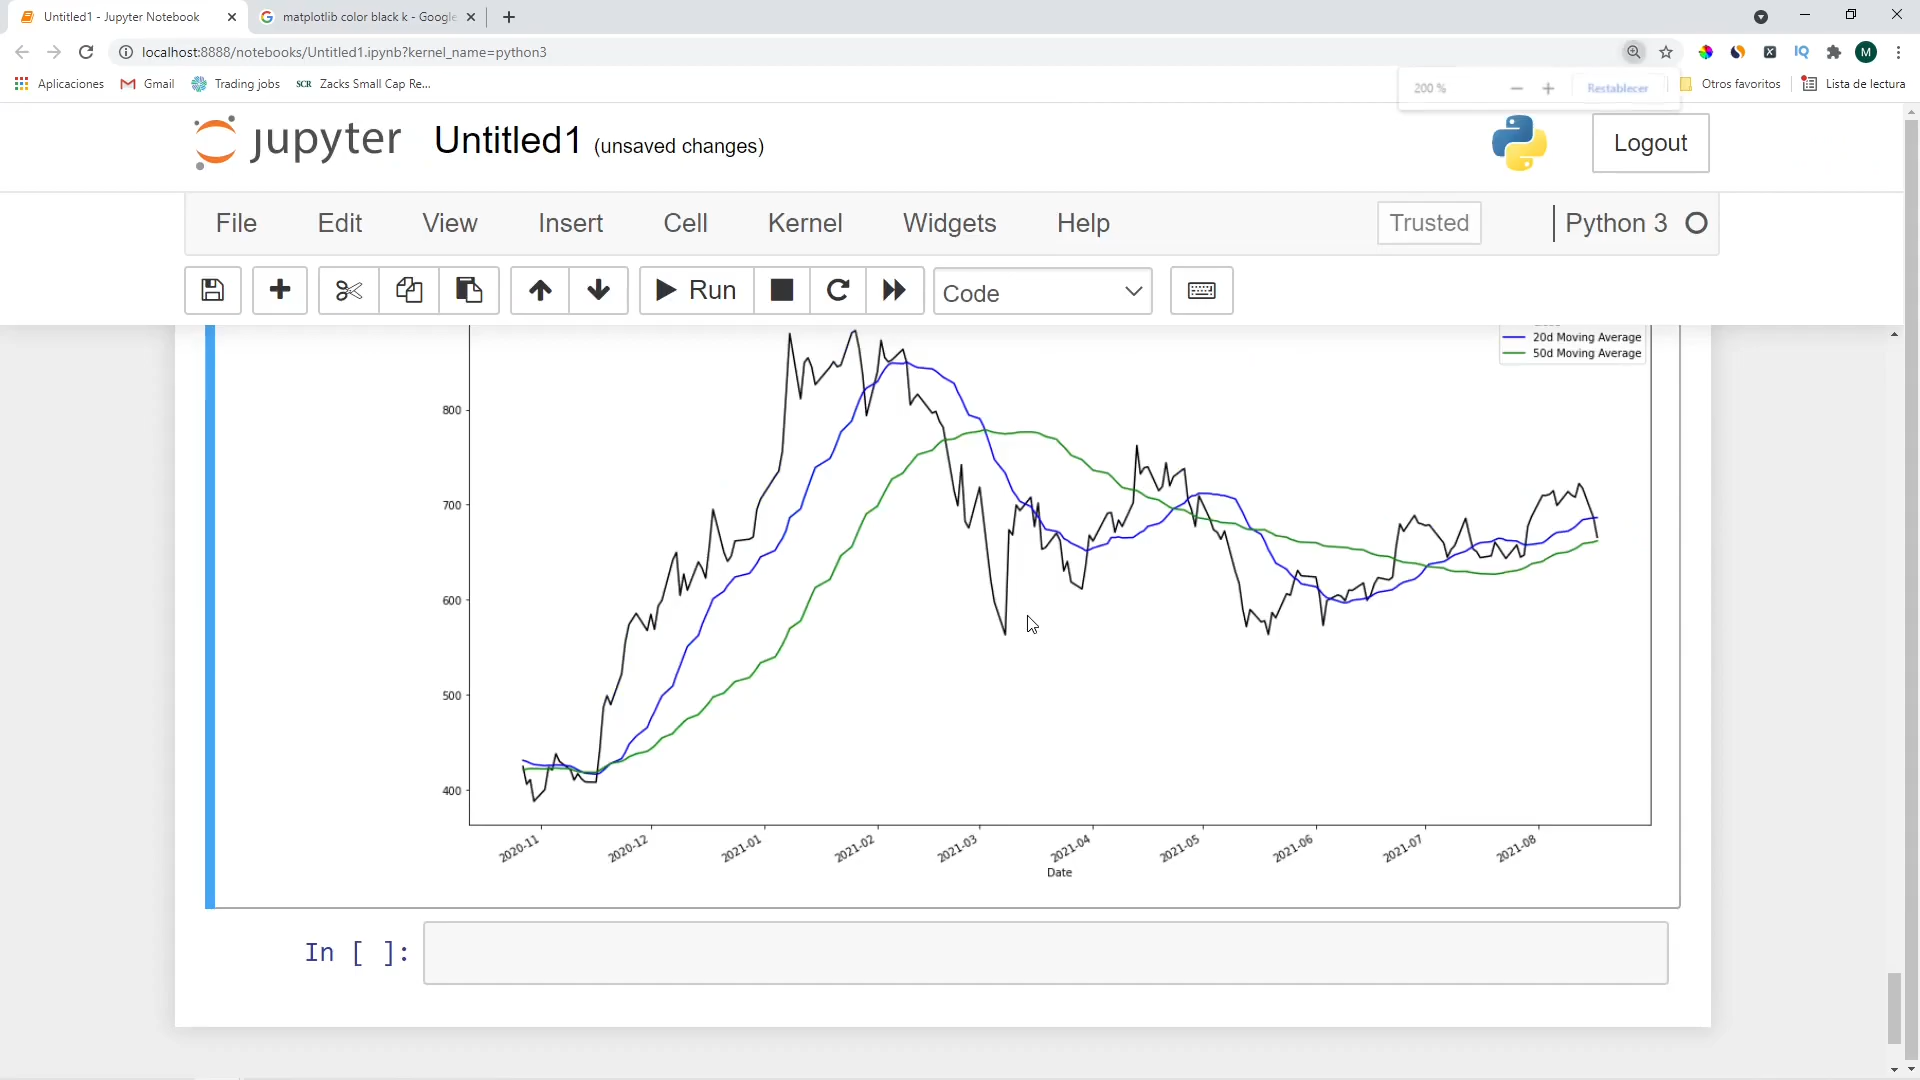 Untitled1 - Jupyter Notebook
matplotlib color black k - Google
localhost:8888/notebooks/Untitled1.ipynb?kernel_name=python3
Aplicaciones
Gmail
Trading jobs
SCR Zacks Small Cap Re...
200 %
Restablecer
Otros favoritos
Lista de lectura
IQ
M
jupyter Untitled1 (unsaved changes)
Logout
File Edit View Insert Cell Kernel Widgets Help
Trusted
Python 3
Run
Code
20d Moving Average
50d Moving Average
800
700
600
500
400
2020-11 2020-12 2021-01 2021-02 2021-03 2021-04 2021-05 2021-06 2021-07 2021-08
Date
In [ ]: